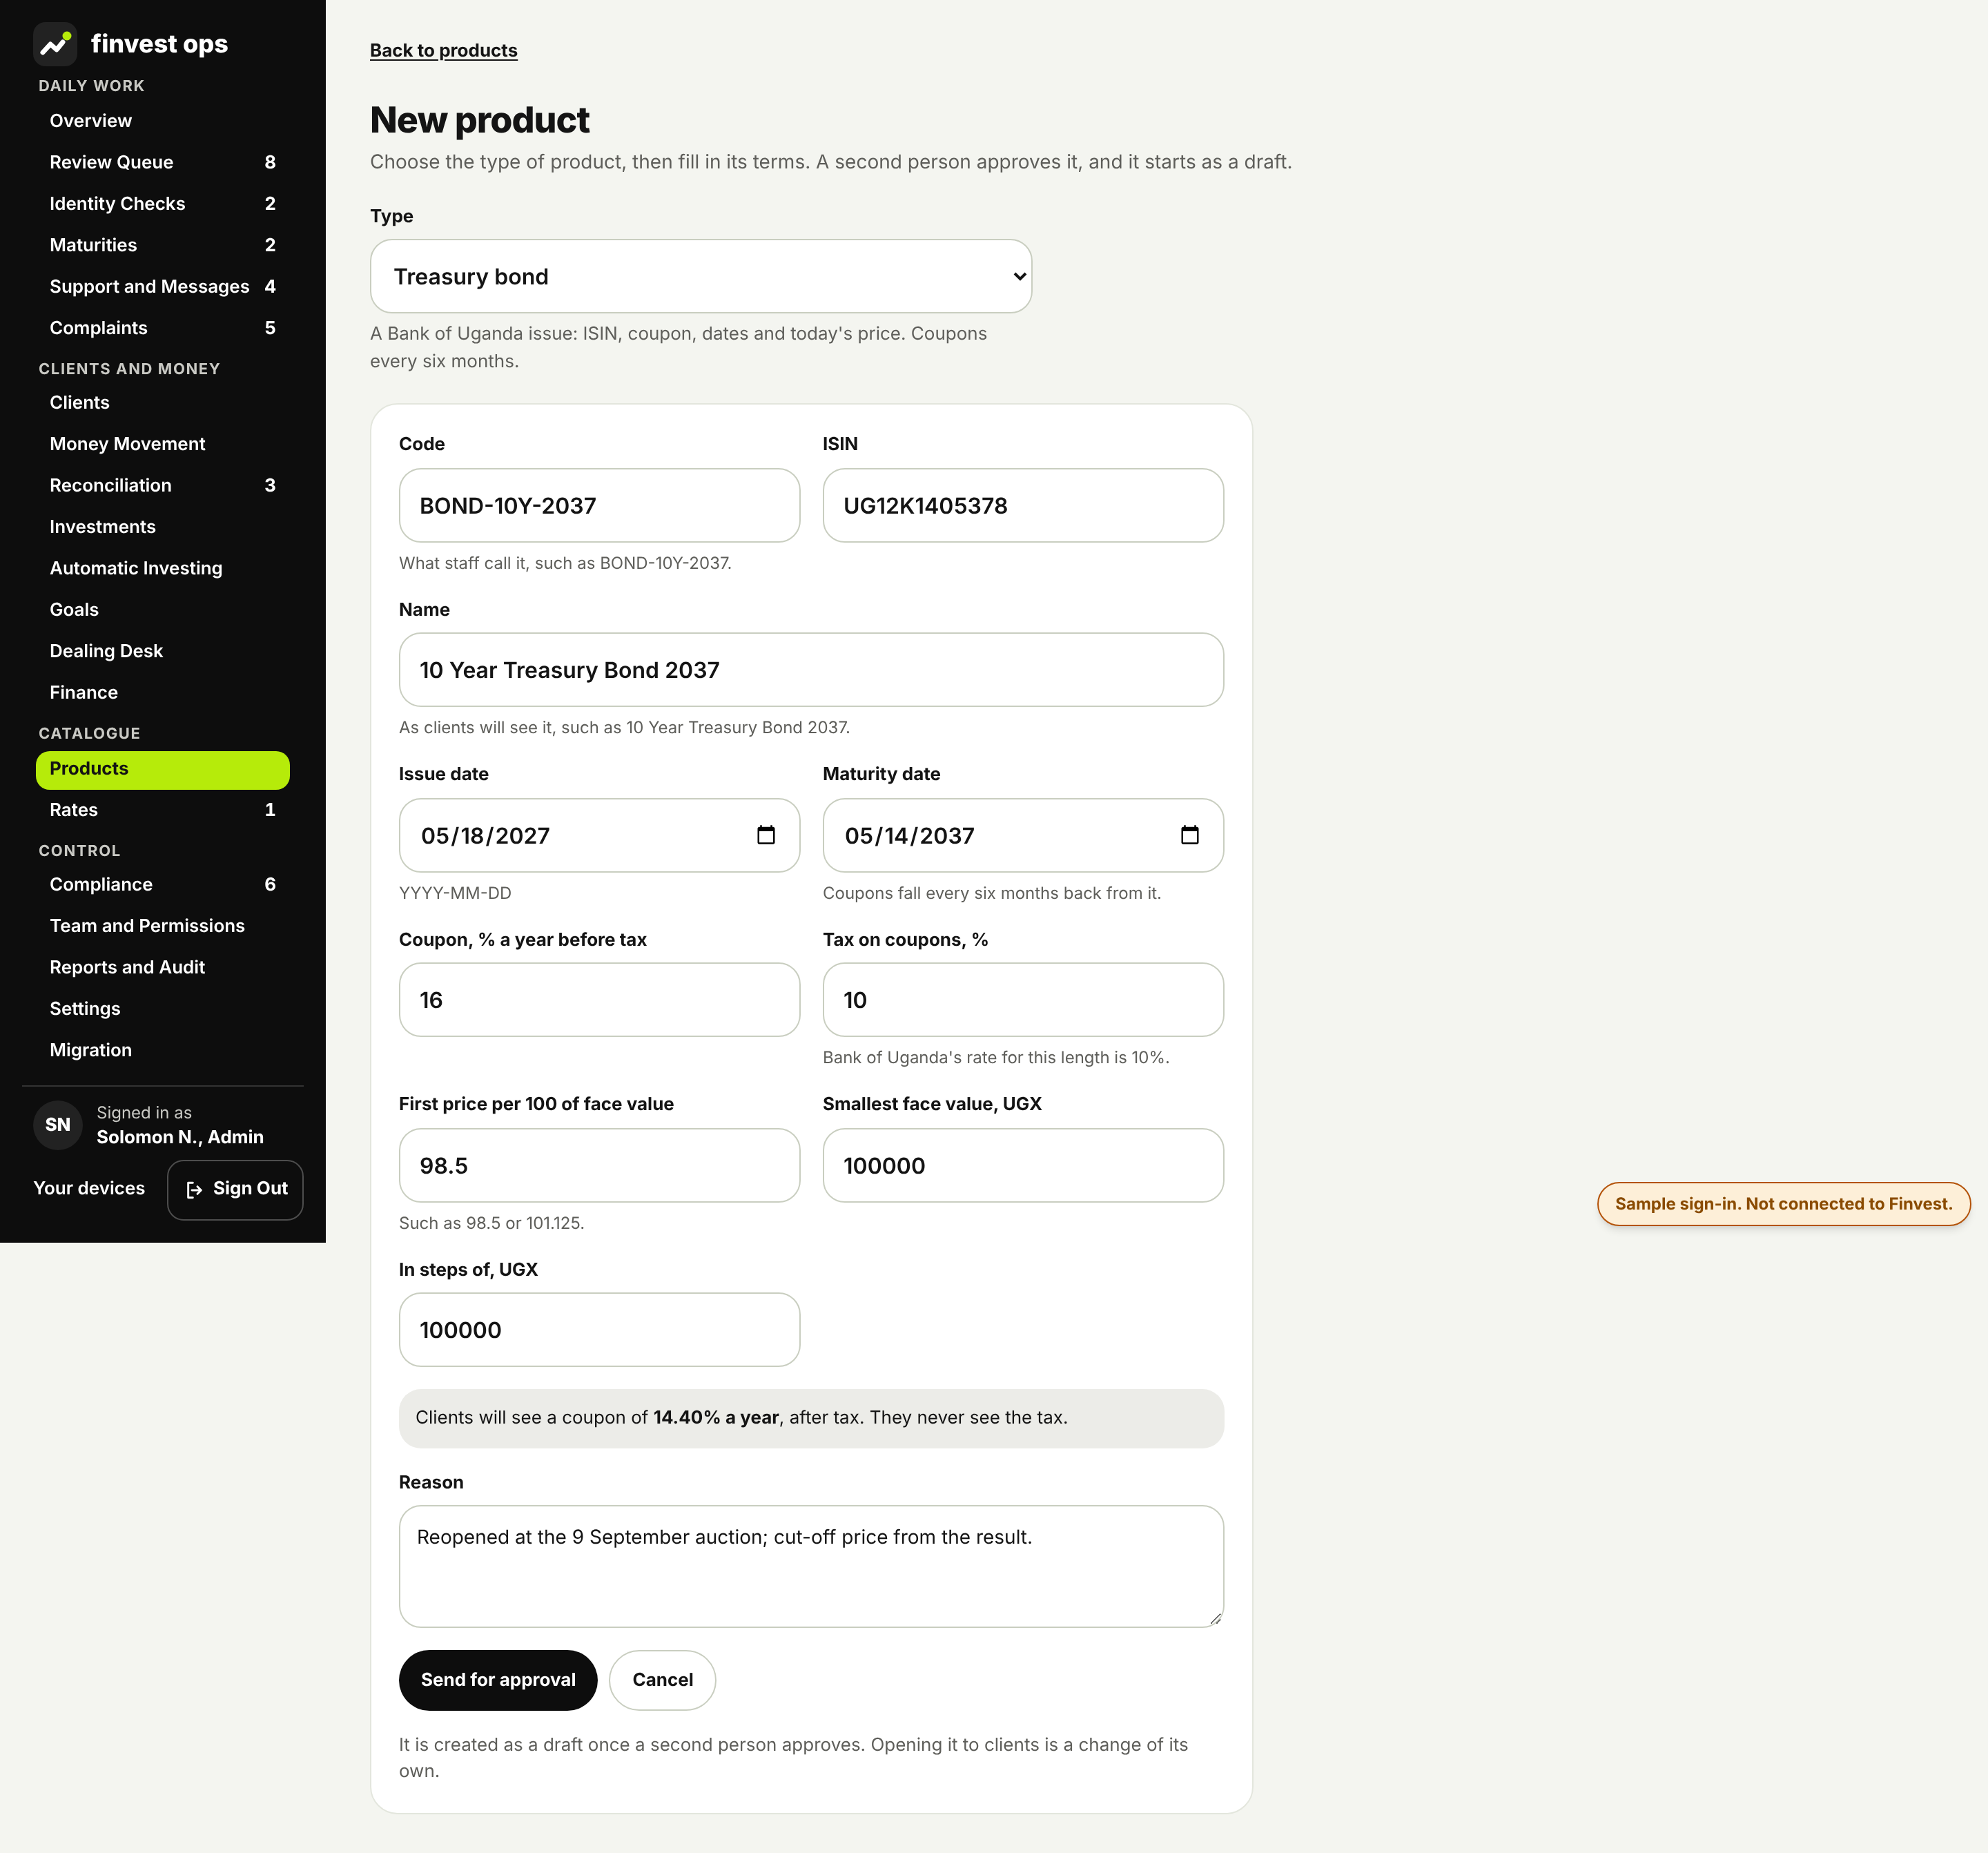 finvest ops
DAILY WORK
Overview
Review Queue 8
Identity Checks 2
Maturities 2
Support and Messages 4
Complaints 5
CLIENTS AND MONEY
Clients
Money Movement
Reconciliation 3
Investments
Automatic Investing
Goals
Dealing Desk
Finance
CATALOGUE
Products
Rates 1
CONTROL
Compliance 6
Team and Permissions
Reports and Audit
Settings
Migration
SN
Signed in as
Solomon N., Admin
Your devices
Sign Out
Back to products
New product
Choose the type of product, then fill in its terms. A second person approves it, and it starts as a draft.
Type
Treasury bond
A Bank of Uganda issue: ISIN, coupon, dates and today's price. Coupons
every six months.
Code
BOND-10Y-2037
What staff call it, such as BOND-10Y-2037.
ISIN
UG12K1405378
Name
10 Year Treasury Bond 2037
As clients will see it, such as 10 Year Treasury Bond 2037.
Issue date
05/18/2027
YYYY-MM-DD
Maturity date
05/14/2037
Coupons fall every six months back from it.
Coupon, % a year before tax
16
Tax on coupons, %
10
Bank of Uganda's rate for this length is 10%.
First price per 100 of face value
98.5
Such as 98.5 or 101.125.
Smallest face value, UGX
100000
In steps of, UGX
100000
Clients will see a coupon of 14.40% a year, after tax. They never see the tax.
Reason
Reopened at the 9 September auction; cut-off price from the result.
Send for approval
Cancel
It is created as a draft once a second person approves. Opening it to clients is a change of its
own.
Sample sign-in. Not connected to Finvest.